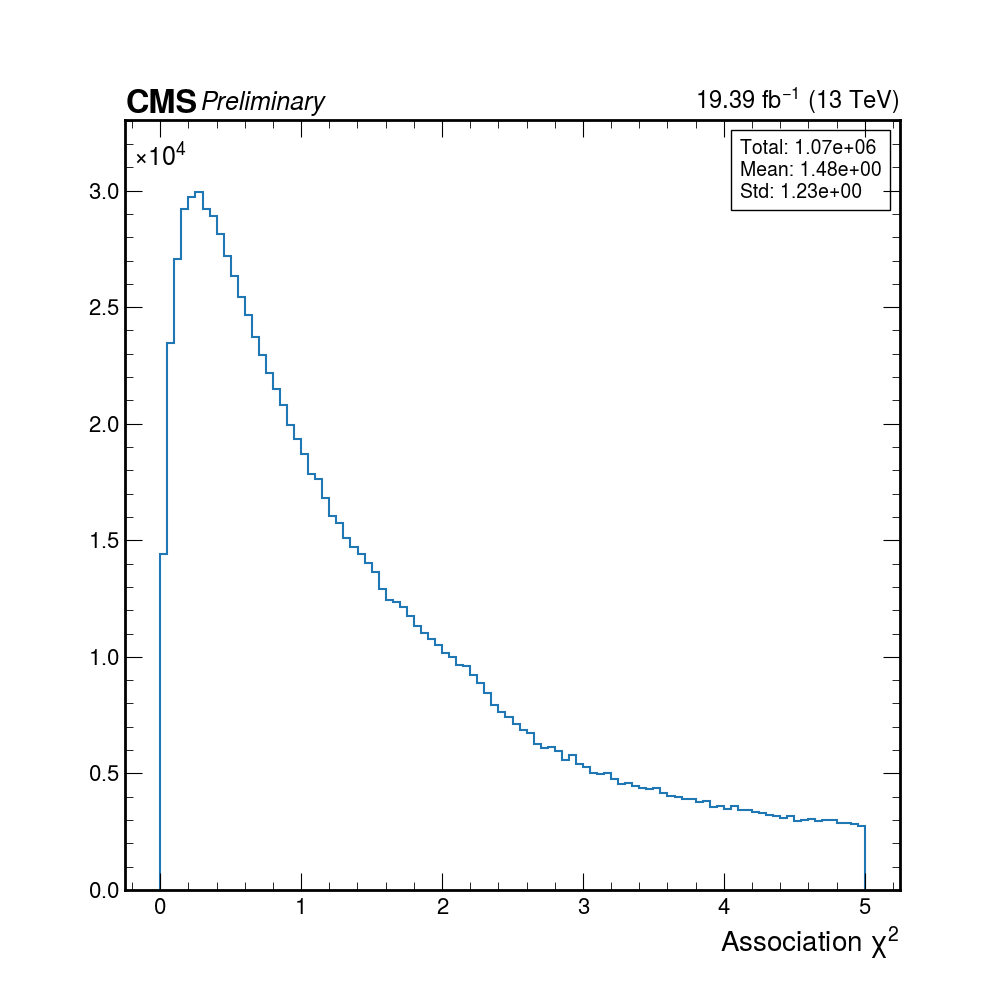 CMS Preliminary
19.39 fb⁻¹ (13 TeV)
×10⁴
Total: 1.07e+06
Mean: 1.48e+00
Std: 1.23e+00
3.0
2.5
2.0
1.5
1.0
0.5
0.0
0 1 2 3 4 5
Association χ²